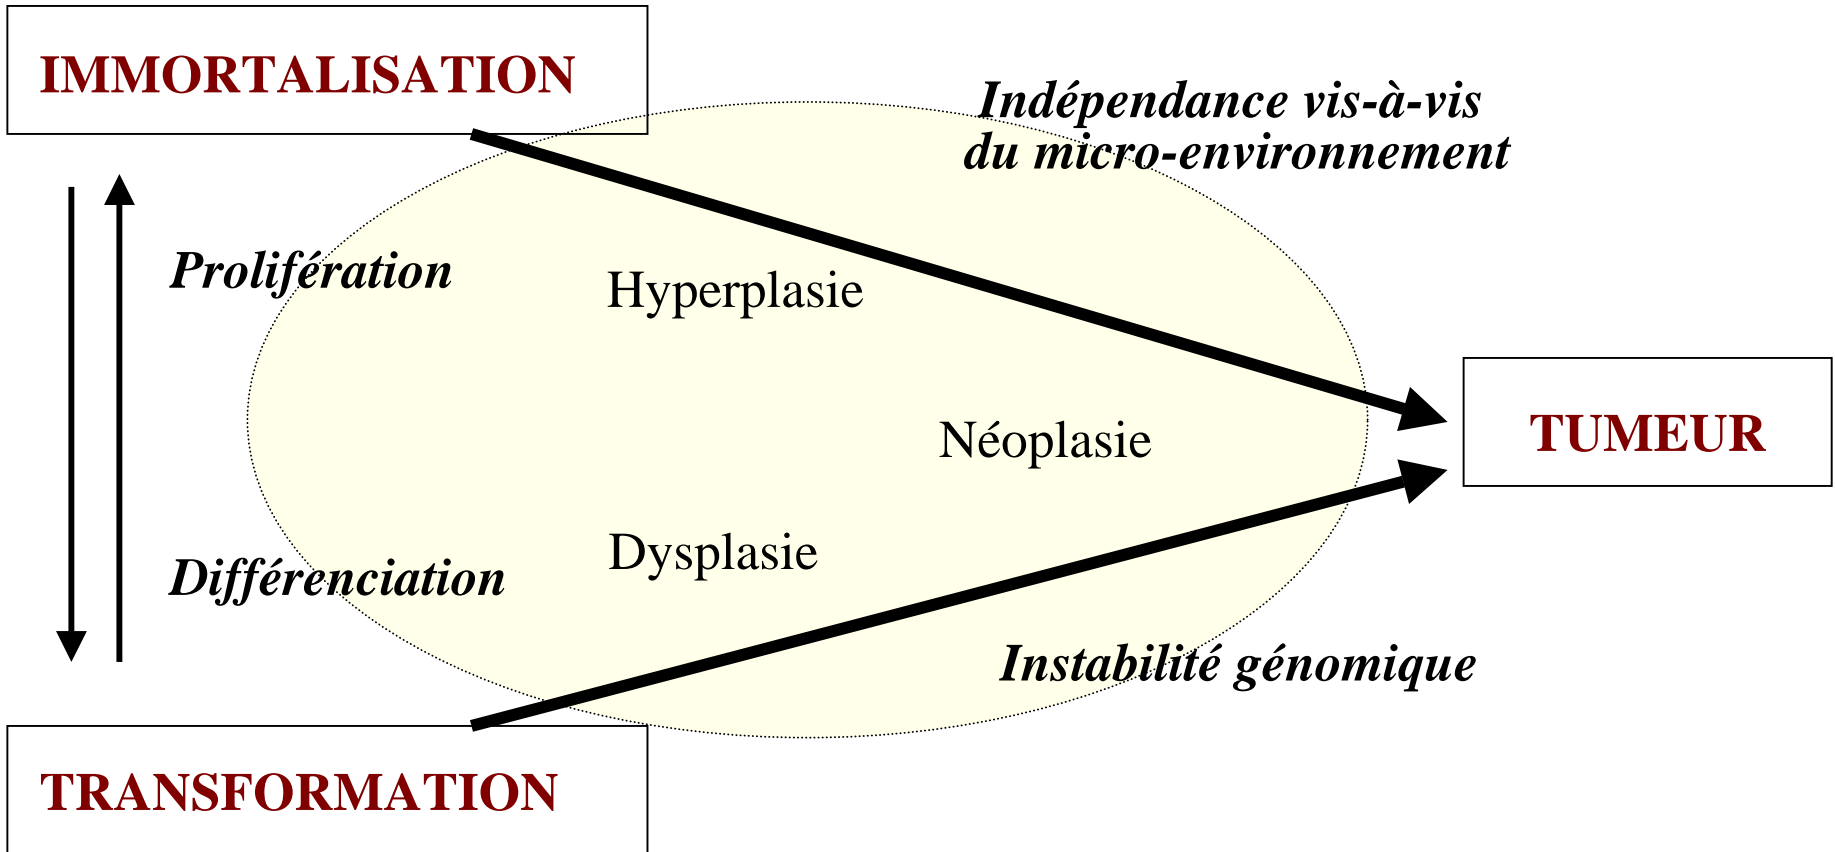 IMMORTALISATION
Indépendance vis-à-vis
du micro-environnement
Prolifération
Hyperplasie
TUMEUR
Néoplasie
Dysplasie
Différenciation
Instabilité génomique
TRANSFORMATION